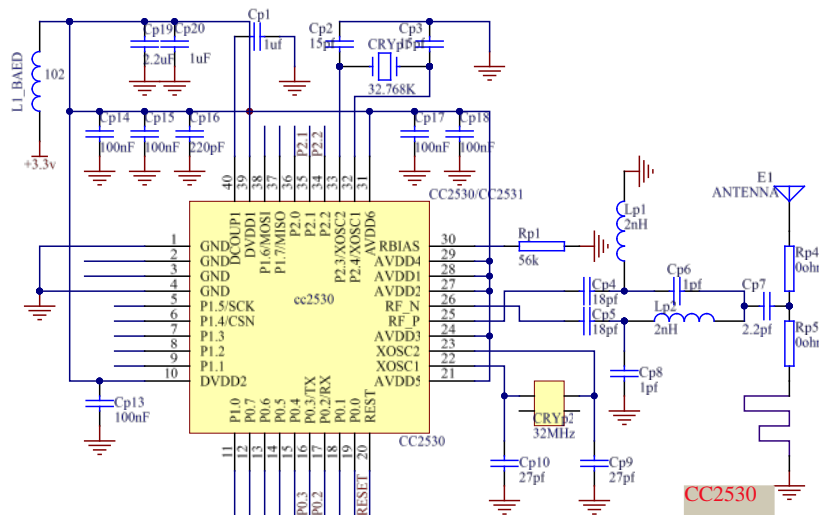 Cp19
Cp20
2.2uF
1uF
Cp1
1uf
Cp2
15pf
CRYp1
Cp3
15pf
32.768K
L1_BAED
102
+3.3v
Cp14
100nF
Cp15
100nF
Cp16
220pF
P2.1
P2.2
Cp17
100nF
Cp18
100nF
40
39
38
37
36
35
34
33
32
31
CC2530/CC2531
DCOUP1
DVDD1
P1.6/MOSI
P1.7/MISO
P2.0
P2.1
P2.2
P2.3/XOSC2
P2.4/XOSC1
AVDD6
1 GND
2 GND
3 GND
4 GND
5 P1.5/SCK
6 P1.4/CSN
7 P1.3
8 P1.2
9 P1.1
10 DVDD2
cc2530
RBIAS 30
AVDD4 29
AVDD1 28
AVDD2 27
RF_N 26
RF_P 25
AVDD3 24
XOSC2 23
XOSC1 22
AVDD5 21
P1.0
P0.7
P0.6
P0.5
P0.4
P0.3/TX
P0.2/RX
P0.1
P0.0
REST
CC2530
11
12
13
14
15
16
17
18
19
20
P0.3
P0.2
RESET
Cp13
100nF
Rp1
56k
Lp1
2nH
E1
ANTENNA
Cp4
18pf
Cp5
18pf
Cp6
1pf
Lp2
2nH
Cp7
2.2pf
Rp4
0ohm
Rp5
0ohm
Cp8
1pf
CRYp2
32MHz
Cp10
27pf
Cp9
27pf
CC2530